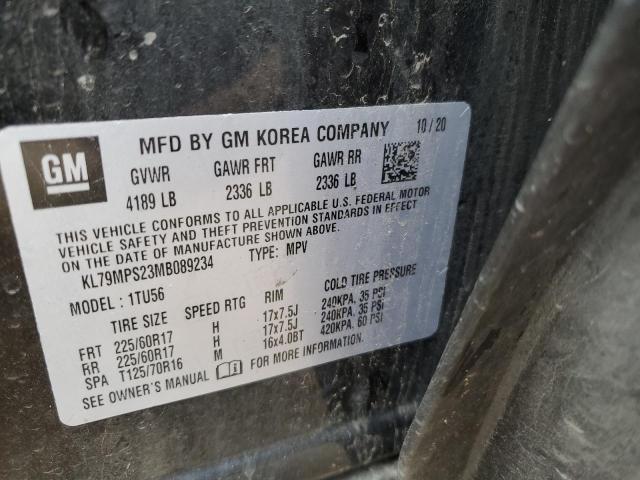 GM
MFD BY GM KOREA COMPANY 10/20
GVWR GAWR FRT GAWR RR
4189 LB 2336 LB 2336 LB
THIS VEHICLE CONFORMS TO ALL APPLICABLE U.S. FEDERAL MOTOR
VEHICLE SAFETY AND THEFT PREVENTION STANDARDS IN EFFECT
ON THE DATE OF MANUFACTURE SHOWN ABOVE.
KL79MPS23MB089234 TYPE: MPV
MODEL : 1TU56
TIRE SIZE SPEED RTG RIM COLD TIRE PRESSURE
FRT 225/60R17 H 17x7.5J 240KPA, 35 PSI
RR 225/60R17 H 17x7.5J 240KPA, 35 PSI
SPA T125/70R16 M 16x4.0BT 420KPA, 60 PSI
SEE OWNER'S MANUAL FOR MORE INFORMATION.